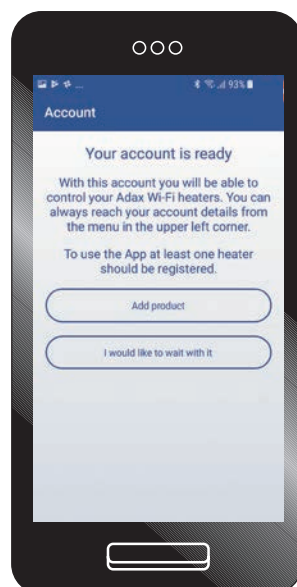 93%
Account
Your account is ready
With this account you will be able to
control your Adax Wi-Fi heaters. You can
always reach your account details from
the menu in the upper left corner.
To use the App at least one heater
should be registered.
Add product
I would like to wait with it